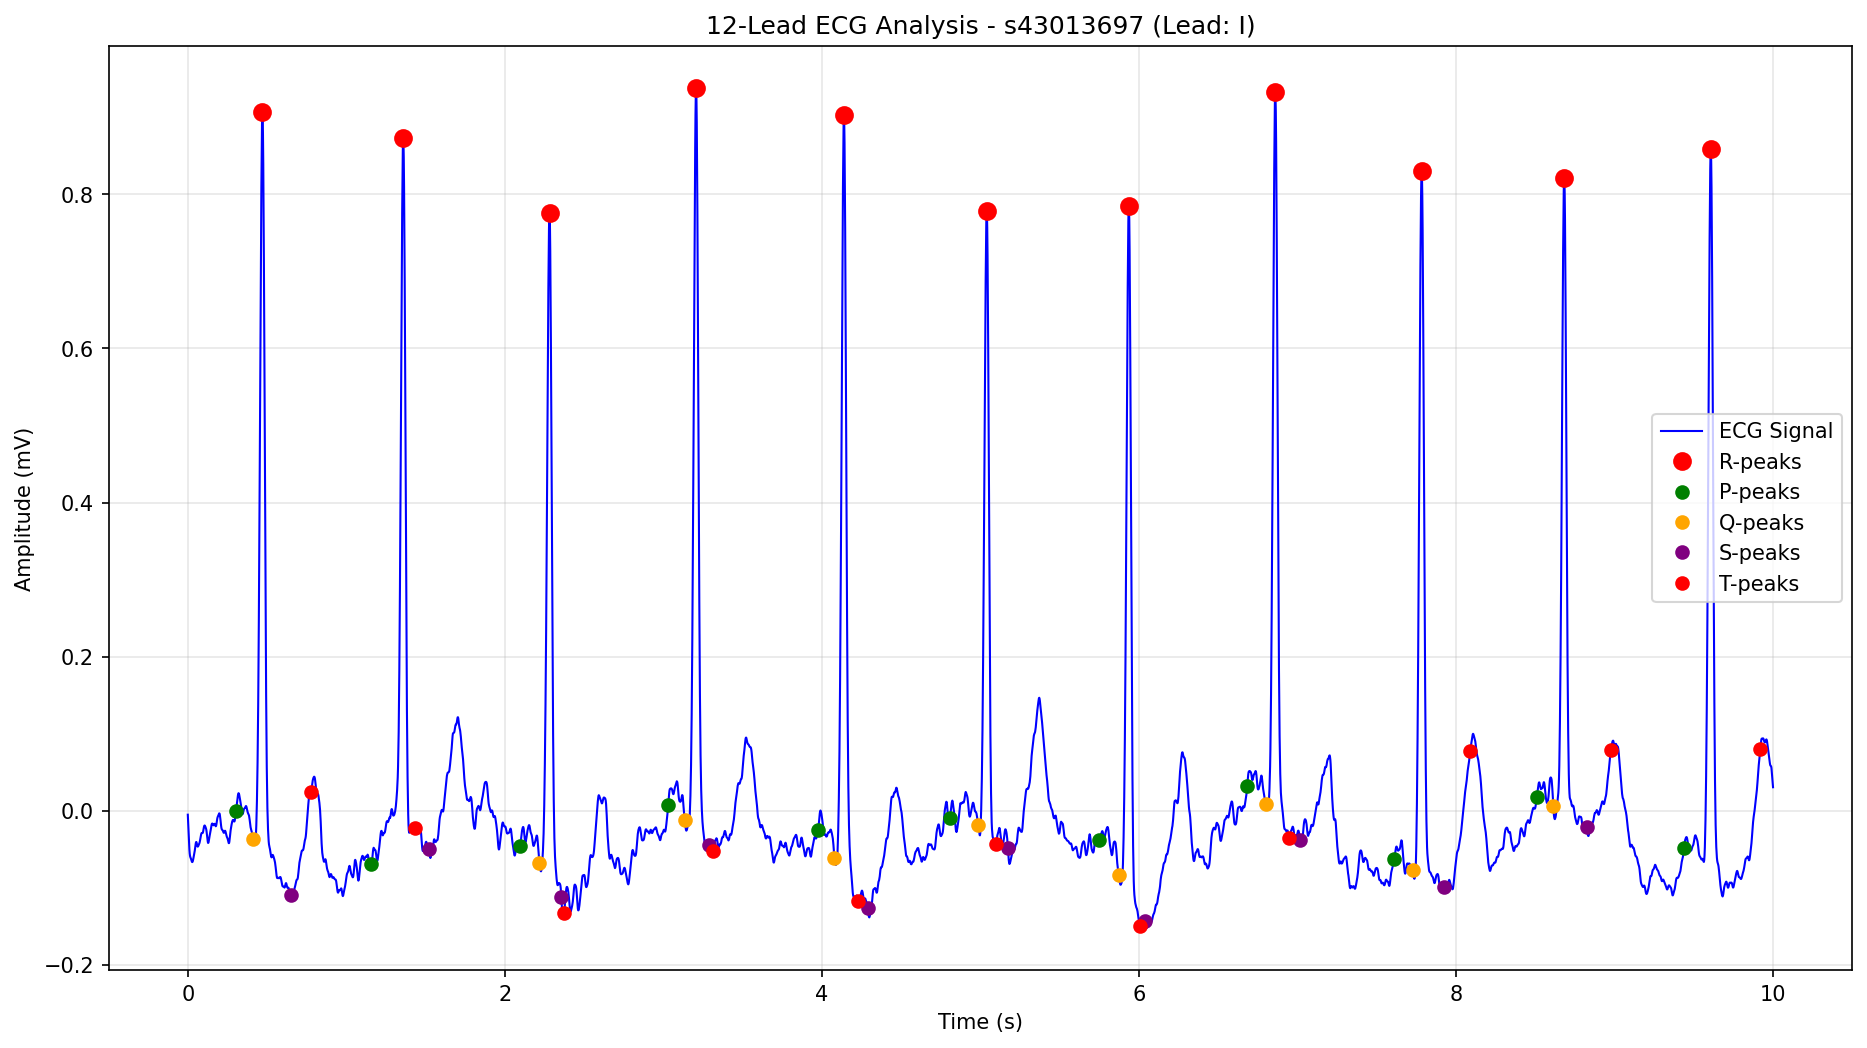 12-Lead ECG Analysis - s43013697 (Lead: I)
Amplitude (mV)
0.8
0.6
0.4
0.2
0.0
−0.2
ECG Signal
R-peaks
P-peaks
Q-peaks
S-peaks
T-peaks
0 2 4 6 8 10
Time (s)